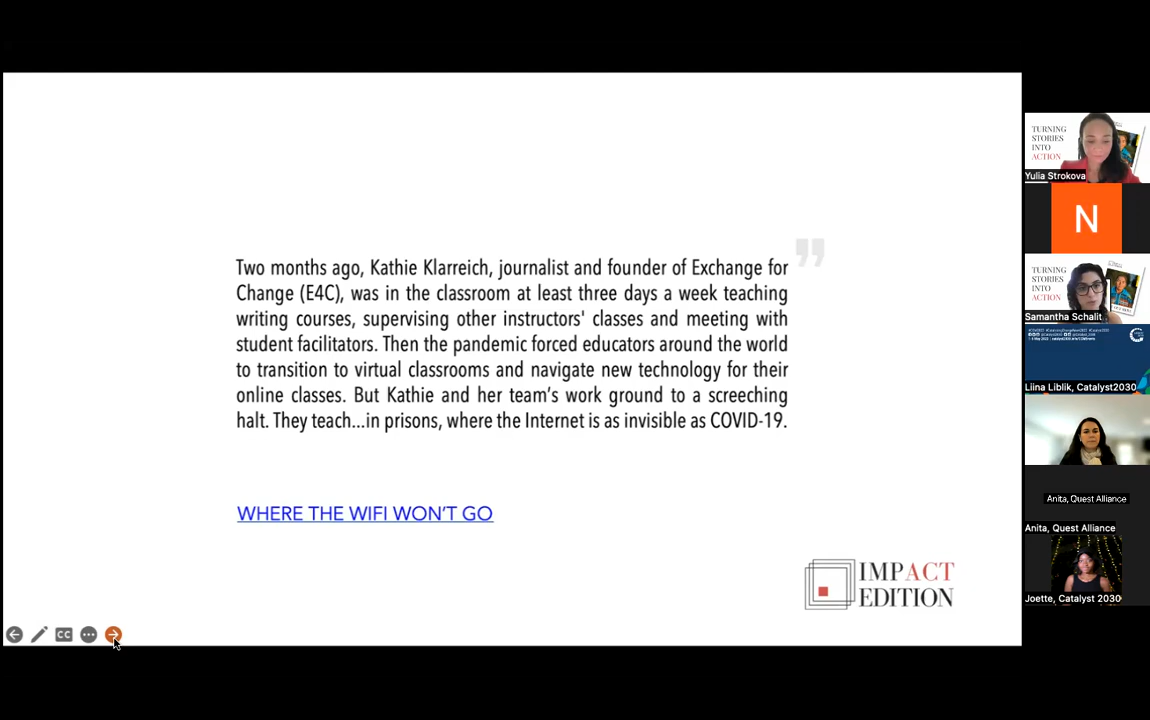 Two months ago, Kathie Klarreich, journalist and founder of Exchange for
Change (E4C), was in the classroom at least three days a week teaching
writing courses, supervising other instructors' classes and meeting with
student facilitators. Then the pandemic forced educators around the world
to transition to virtual classrooms and navigate new technology for their
online classes. But Kathie and her team’s work ground to a screeching
halt. They teach...in prisons, where the Internet is as invisible as COVID-19.
”
WHERE THE WIFI WON’T GO
IMPACT
EDITION
CC
TURNING
STORIES
INTO
ACTION
Yulia Strokova
N
TURNING
STORIES
INTO
ACTION
Samantha Schalit
Liina Liblik, Catalyst2030
Anita, Quest Alliance
Anita, Quest Alliance
Joette, Catalyst 2030